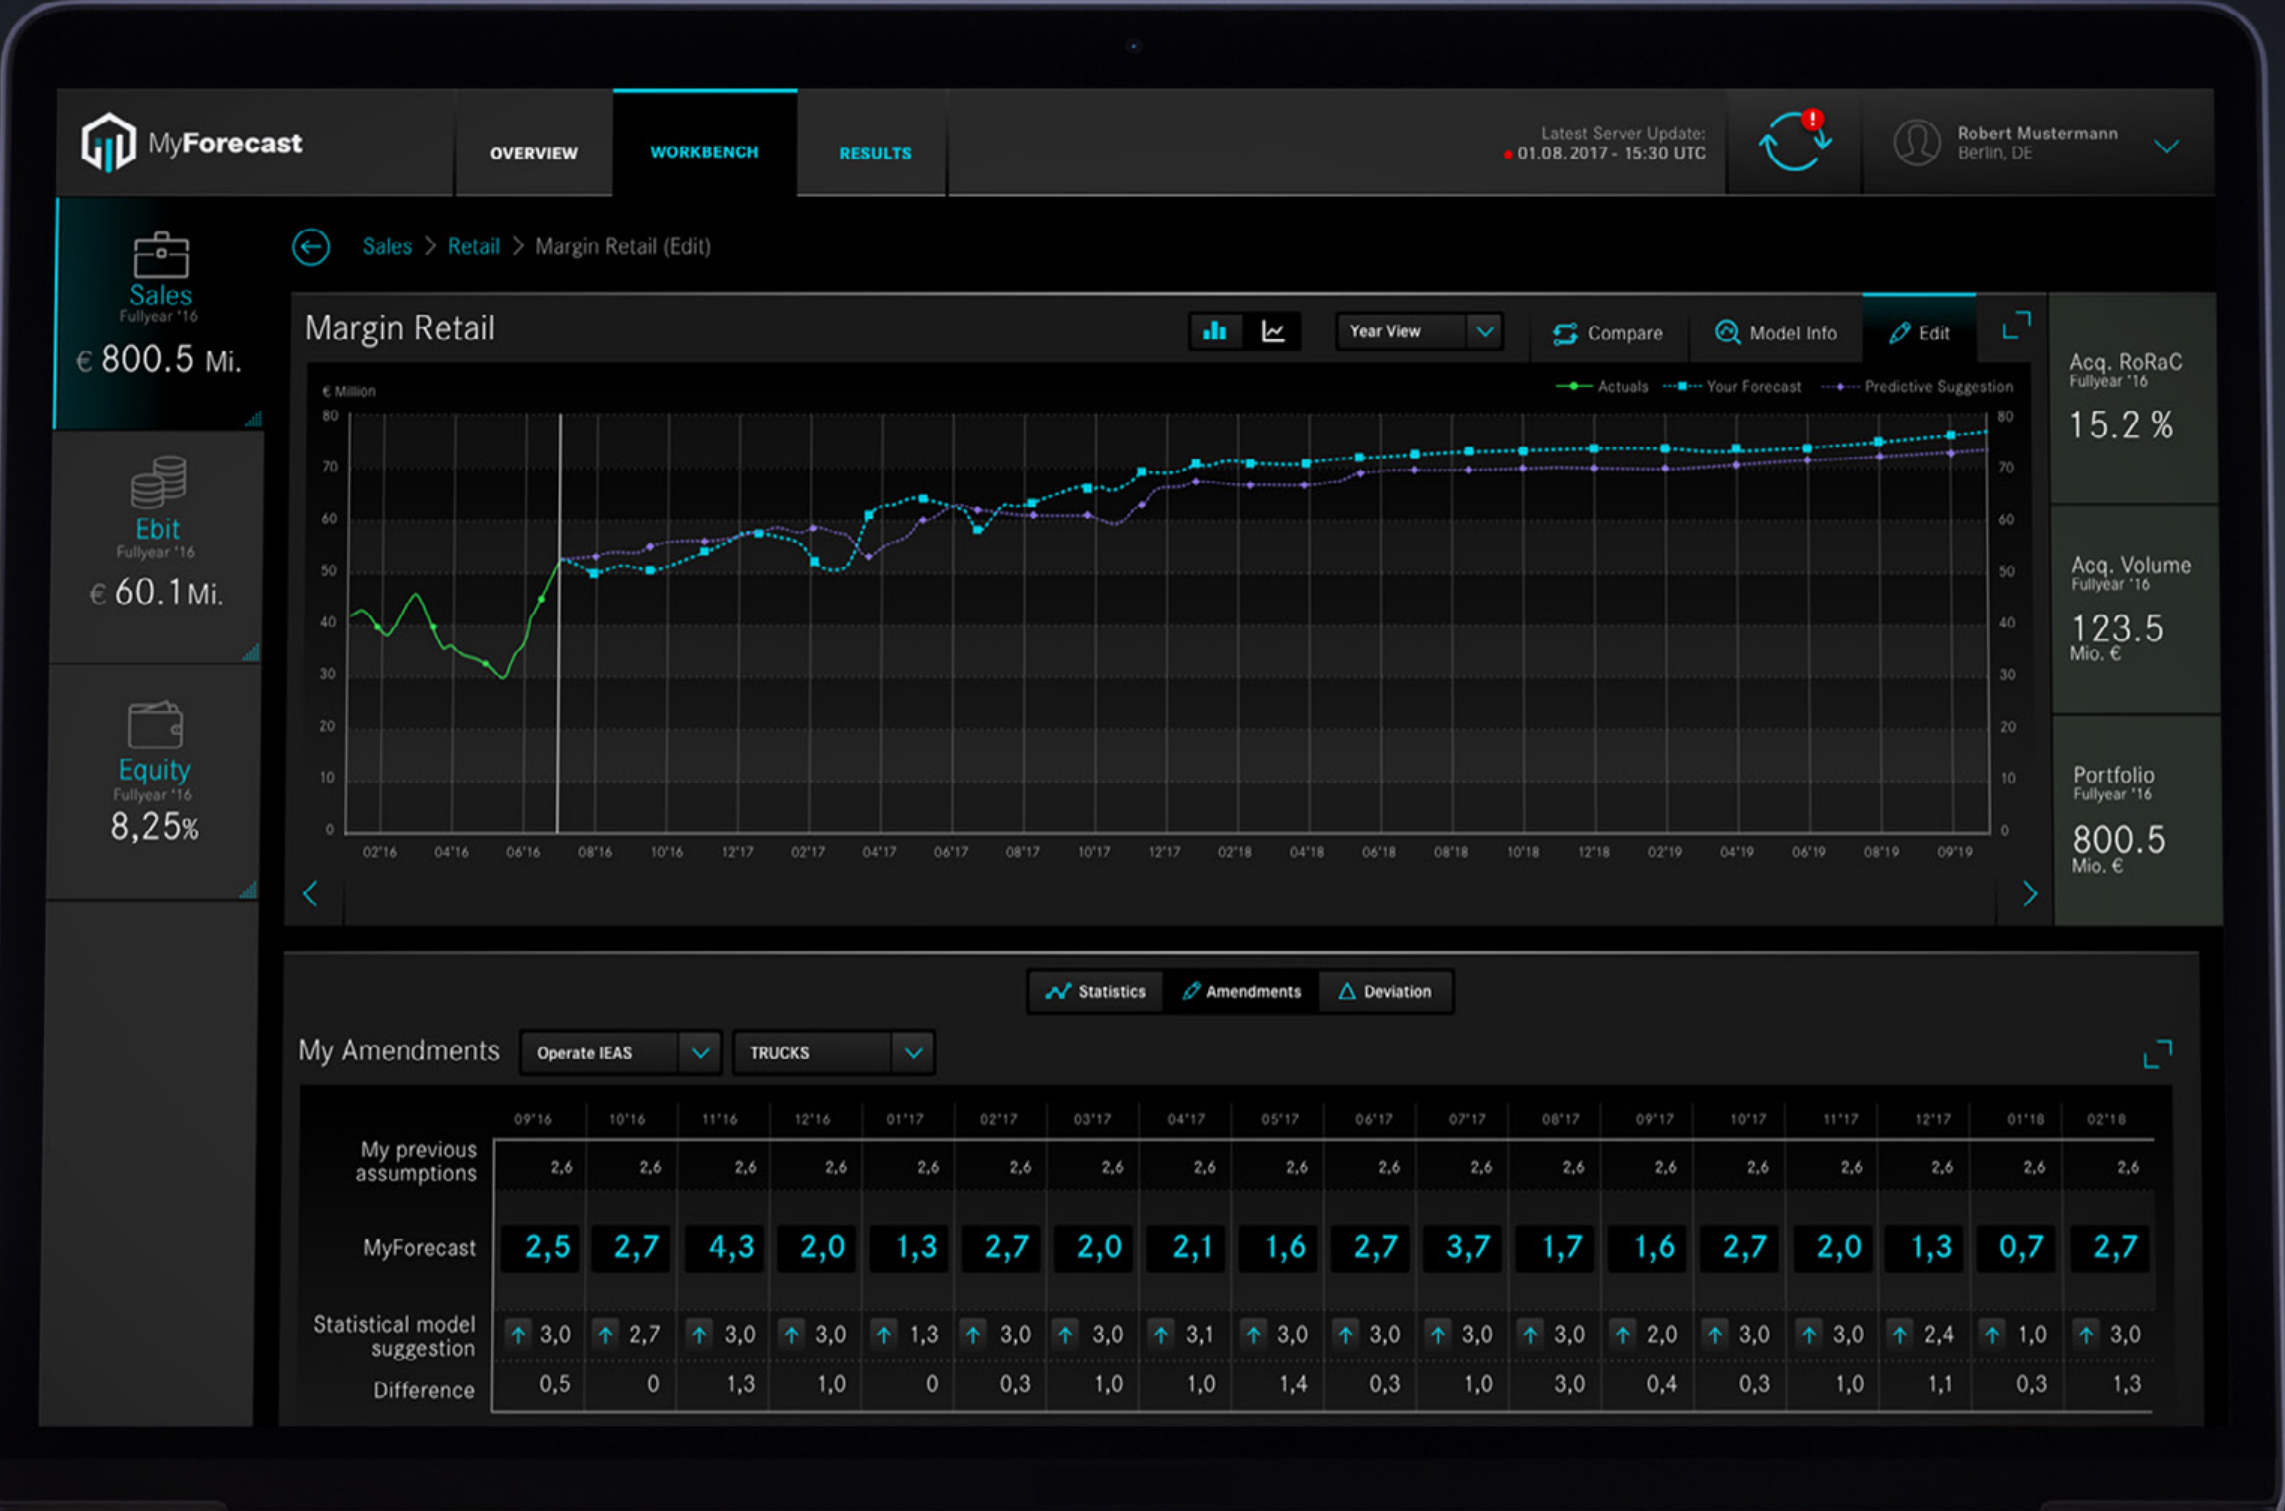 MyForecast
OVERVIEW
WORKBENCH
RESULTS
Latest Server Update:
01.08.2017 - 15:30 UTC
!
Robert Mustermann
Berlin, DE
Sales
Fullyear '16
€ 800.5 Mi.
Ebit
Fullyear '16
€ 60.1 Mi.
Equity
Fullyear '16
8,25%
Sales > Retail > Margin Retail (Edit)
Margin Retail
Year View
Compare
Model Info
Edit
€ Million
Actuals Your Forecast Predictive Suggestion
80 80
70 70
60 60
50 50
40 40
30 30
20 20
10 10
0 0
02'16 04'16 06'16 08'16 10'16 12'17 02'17 04'17 06'17 08'17 10'17 12'17 02'18 04'18 06'18 08'18 10'18 12'18 02'19 04'19 06'19 08'19 09'19
Acq. RoRaC
Fullyear '16
15.2 %
Acq. Volume
Fullyear '16
123.5
Mio. €
Portfolio
Fullyear '16
800.5
Mio. €
Statistics Amendments Deviation
My Amendments Operate IEAS TRUCKS
09'16 10'16 11'16 12'16 01'17 02'17 03'17 04'17 05'17 06'17 07'17 08'17 09'17 10'17 11'17 12'17 01'18 02'18
My previous
assumptions
2,6 2,6 2,6 2,6 2,6 2,6 2,6 2,6 2,6 2,6 2,6 2,6 2,6 2,6 2,6 2,6 2,6 2,6
MyForecast 2,5 2,7 4,3 2,0 1,3 2,7 2,0 2,1 1,6 2,7 3,7 1,7 1,6 2,7 2,0 1,3 0,7 2,7
Statistical model
suggestion
3,0 2,7 3,0 3,0 1,3 3,0 3,0 3,1 3,0 3,0 3,0 3,0 2,0 3,0 3,0 2,4 1,0 3,0
Difference 0,5 0 1,3 1,0 0 0,3 1,0 1,0 1,4 0,3 1,0 3,0 0,4 0,3 1,0 1,1 0,3 1,3